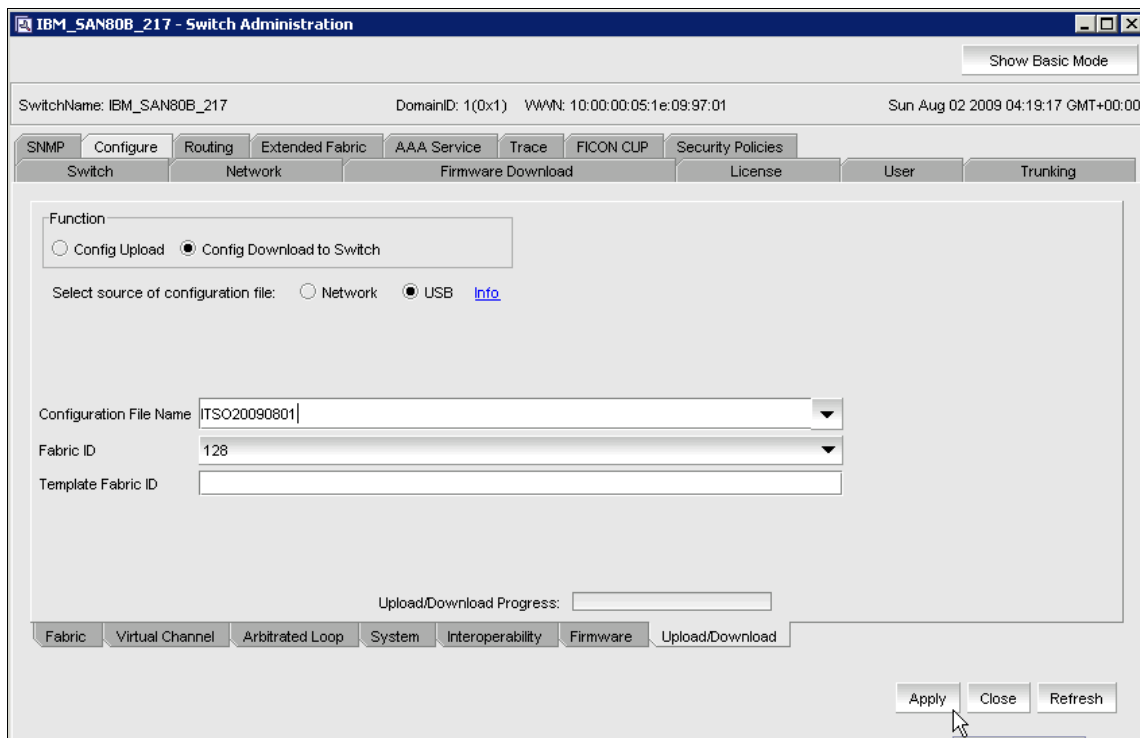 IBM_SAN80B_217 - Switch Administration
Show Basic Mode
SwitchName: IBM_SAN80B_217 DomainID: 1(0x1) WWN: 10:00:00:05:1e:09:97:01 Sun Aug 02 2009 04:19:17 GMT+00:00
SNMP Configure Routing Extended Fabric AAA Service Trace FICON CUP Security Policies
Switch Network Firmware Download License User Trunking
Function
Config Upload Config Download to Switch
Select source of configuration file: Network USB Info
Configuration File Name ITSO20090801
Fabric ID 128
Template Fabric ID
Upload/Download Progress:
Fabric Virtual Channel Arbitrated Loop System Interoperability Firmware Upload/Download
Apply Close Refresh